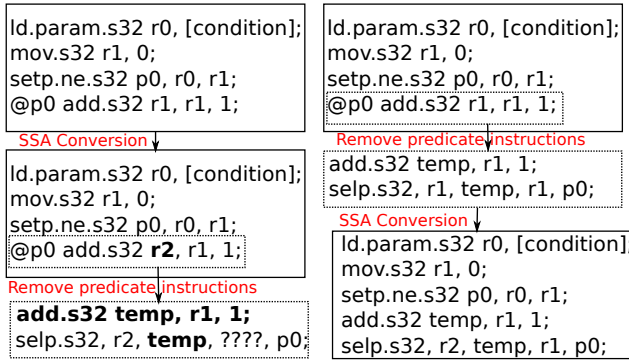 ld.param.s32 r0, [condition];
mov.s32 r1, 0;
setp.ne.s32 p0, r0, r1;
@p0 add.s32 r1, r1, 1;
SSA Conversion
ld.param.s32 r0, [condition];
mov.s32 r1, 0;
setp.ne.s32 p0, r0, r1;
@p0 add.s32 r2, r1, 1;
Remove predicate instructions
add.s32 temp, r1, 1;
selp.s32, r2, temp, ????, p0;
ld.param.s32 r0, [condition];
mov.s32 r1, 0;
setp.ne.s32 p0, r0, r1;
@p0 add.s32 r1, r1, 1;
Remove predicate instructions
add.s32 temp, r1, 1;
selp.s32, r1, temp, r1, p0;
SSA Conversion
ld.param.s32 r0, [condition],
mov.s32 r1, 0;
setp.ne.s32 p0, r0, r1;
add.s32 temp, r1, 1;
selp.s32, r2, temp, r1, p0;